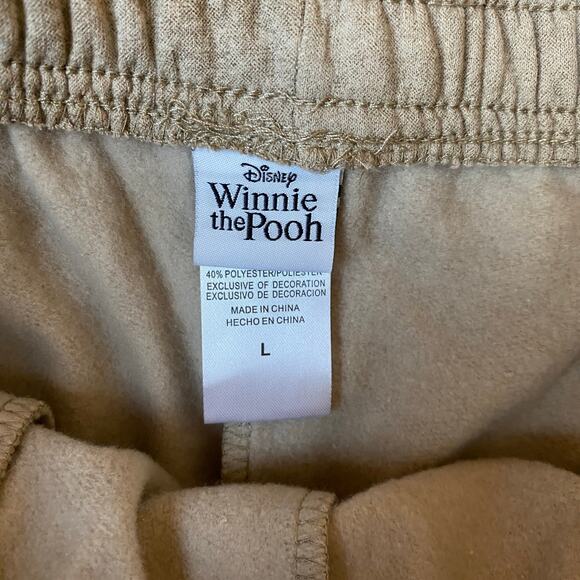 Disney
Winnie
the Pooh
40% POLYESTER/POLIESTER
EXCLUSIVE OF DECORATION
EXCLUSIVO DE DECORACION
MADE IN CHINA
HECHO EN CHINA
L